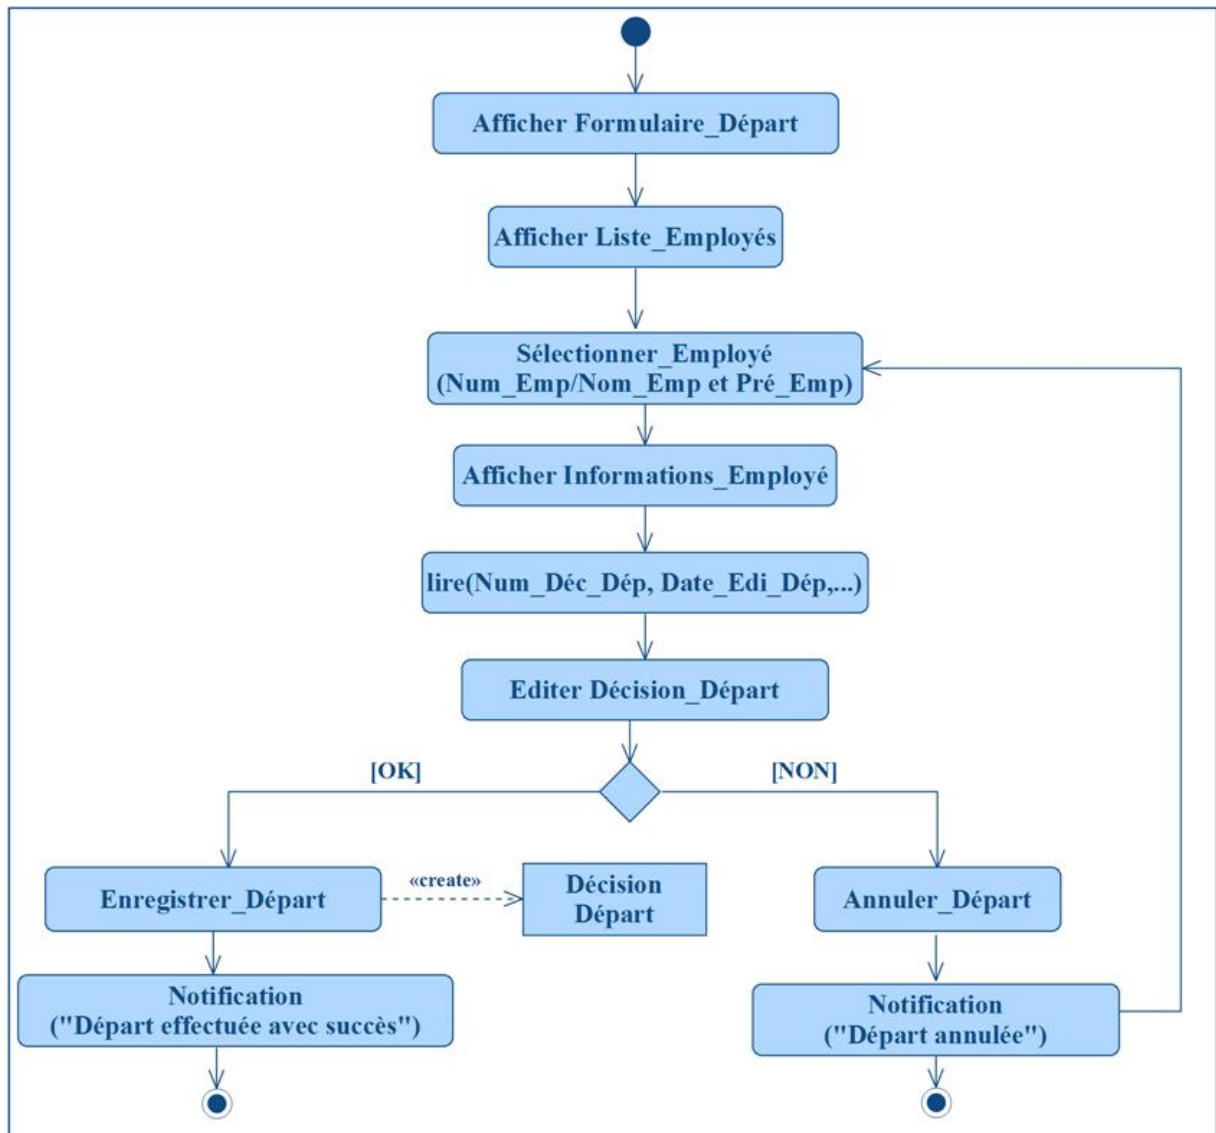 Afficher Formulaire_Départ
Afficher Liste_Employés
Sélectionner_Employé
(Num_Emp/Nom_Emp et Pré_Emp)
Afficher Informations_Employé
lire(Num_Déc_Dép, Date_Edi_Dép,...)
Editer Décision_Départ
[OK]
[NON]
Enregistrer_Départ
«create»
Décision
Départ
Annuler_Départ
Notification
("Départ effectuée avec succès")
Notification
("Départ annulée")